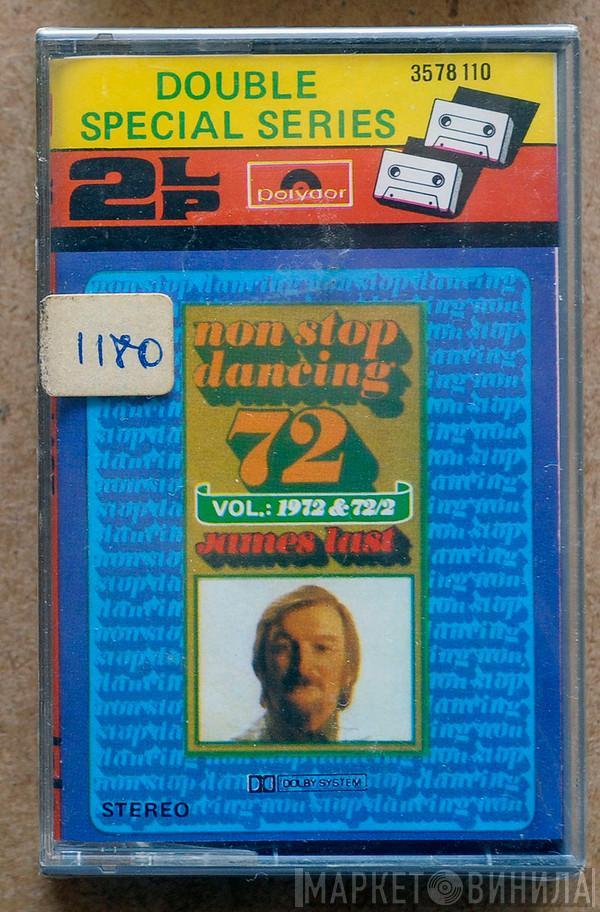 DOUBLE
SPECIAL SERIES
3578 110
2LP
polydor
1180
non stop
dancing
72
VOL.: 1972 & 72/2
James last
DOLBY SYSTEM
STEREO
МАРКЕТ ВИНИЛА